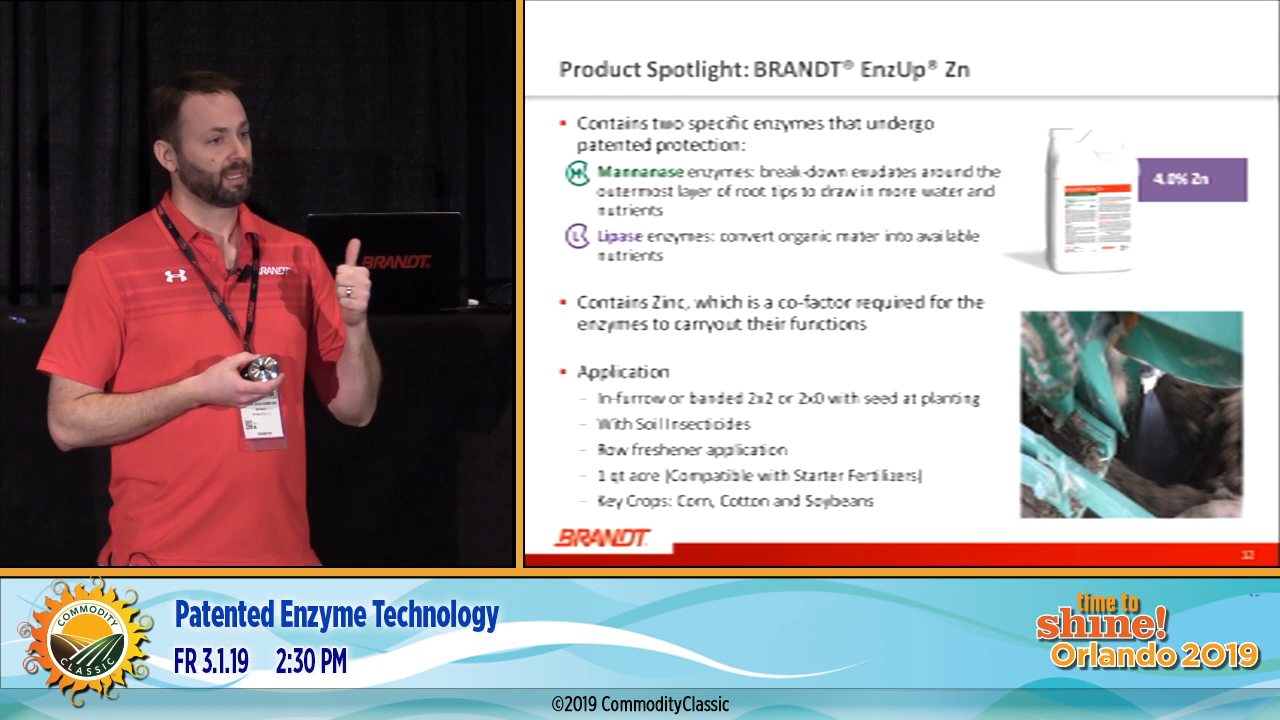 BRANDT
BRANDT.
Product Spotlight: BRANDT® EnzUp® Zn
Contains two specific enzymes that undergo
patented protection:
Mannanase enzymes: break-down exudates around the
outermost layer of root tips to draw in more water and
nutrients
Lipase enzymes: convert organic mater into available
nutrients
4.0% Zn
Contains Zinc, which is a co-factor required for the
enzymes to carryout their functions
Application
- In-furrow or banded 2x2 or 2x0 with seed at planting
- With Soil Insecticides
- Row freshener application
- 1 qt acre (Compatible with Starter Fertilizers)
- Key Crops: Corn, Cotton and Soybeans
BRANDT
12
COMMODITY
CLASSIC
Patented Enzyme Technology
FR 3.1.19 2:30 PM
time to
shine!
Orlando 2019
©2019 CommodityClassic